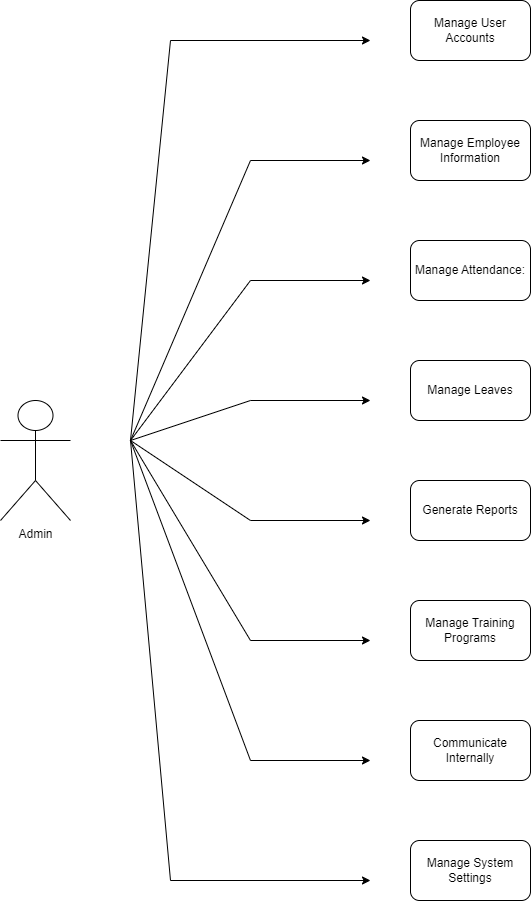 Manage User
Accounts
Manage Employee
Information
Manage Attendance:
Manage Leaves
Generate Reports
Admin
Manage Training
Programs
Communicate
Internally
Manage System
Settings